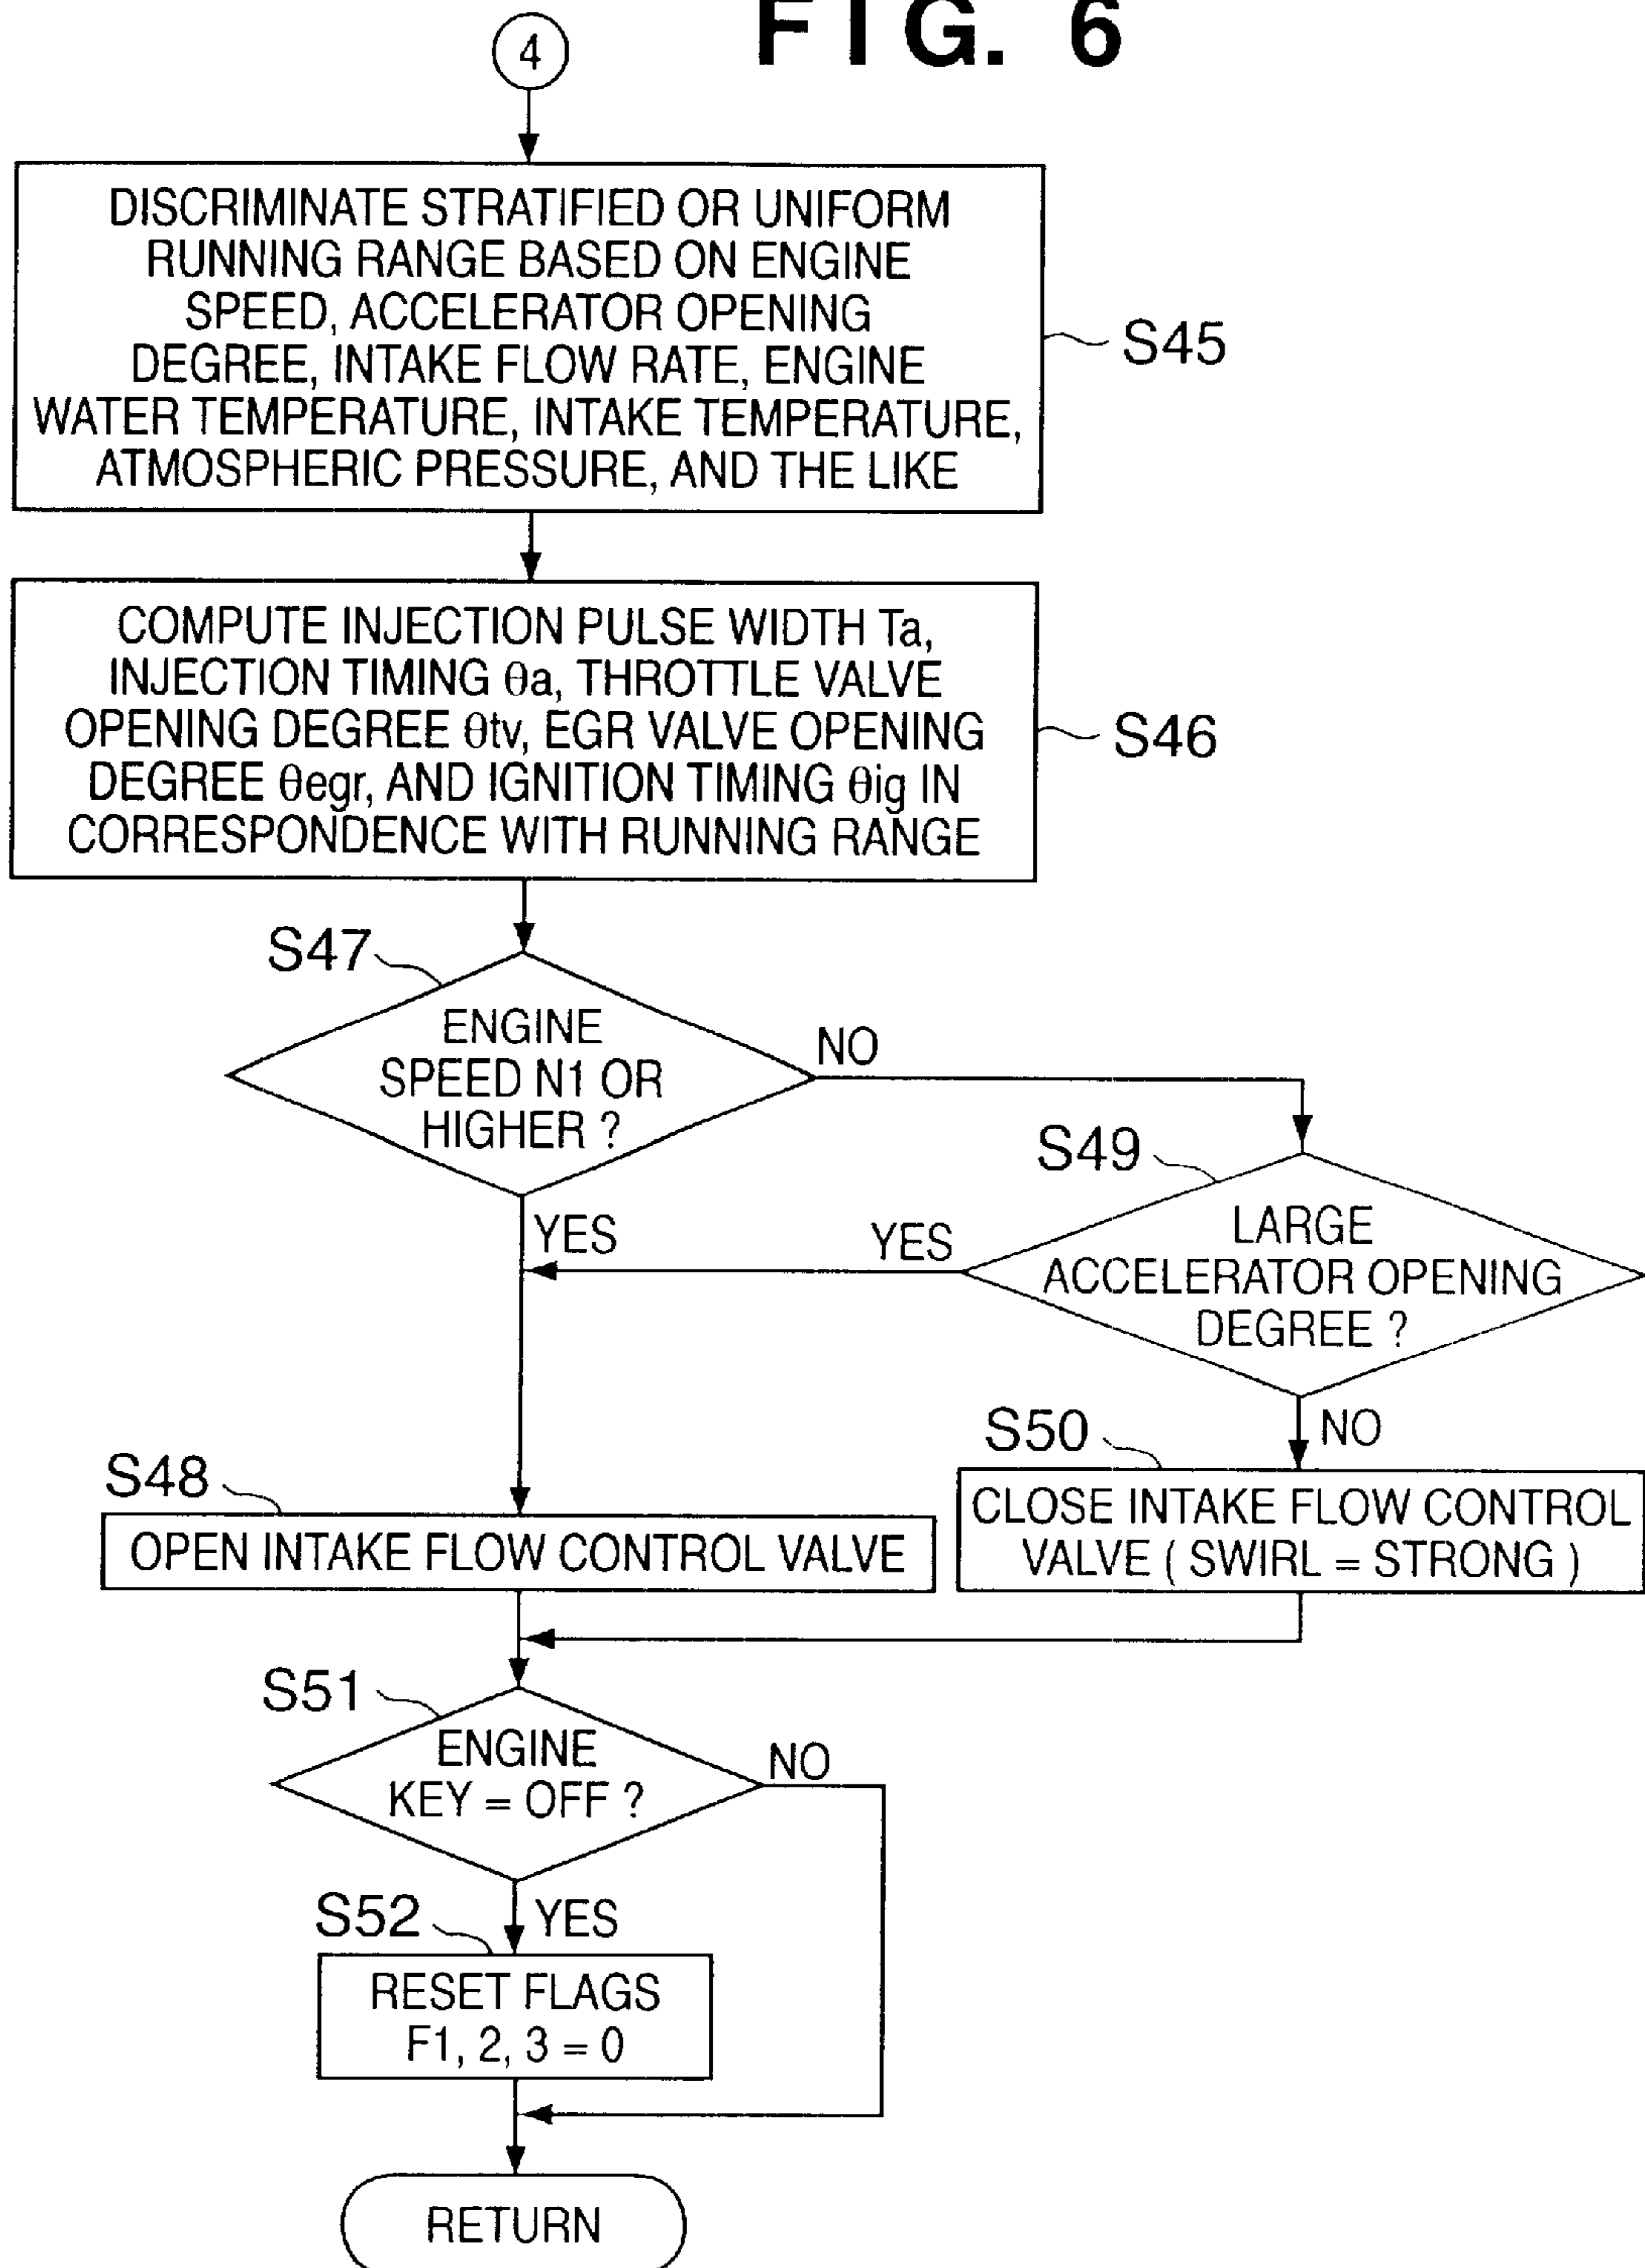 FIG. 6
4
DISCRIMINATE STRATIFIED OR UNIFORM
RUNNING RANGE BASED ON ENGINE
SPEED, ACCELERATOR OPENING
DEGREE, INTAKE FLOW RATE, ENGINE
WATER TEMPERATURE, INTAKE TEMPERATURE,
ATMOSPHERIC PRESSURE, AND THE LIKE
S45
COMPUTE INJECTION PULSE WIDTH Ta,
INJECTION TIMING θa, THROTTLE VALVE
OPENING DEGREE θtv, EGR VALVE OPENING
DEGREE θegr, AND IGNITION TIMING θig IN
CORRESPONDENCE WITH RUNNING RANGE
S46
S47
ENGINE
SPEED N1 OR
HIGHER ?
NO
YES
S49
LARGE
ACCELERATOR OPENING
DEGREE ?
YES
NO
S48
OPEN INTAKE FLOW CONTROL VALVE
S50
CLOSE INTAKE FLOW CONTROL
VALVE ( SWIRL = STRONG )
S51
ENGINE
KEY = OFF ?
NO
YES
S52
RESET FLAGS
F1, 2, 3 = 0
RETURN